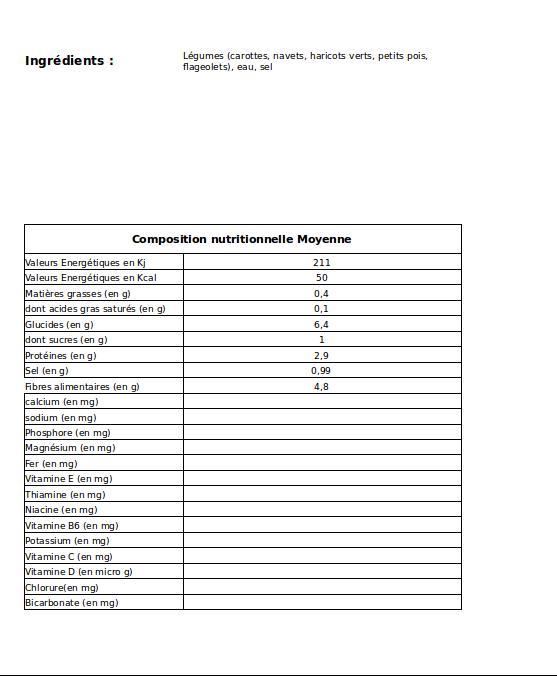 Ingrédients :
Légumes (carottes, navets, haricots verts, petits pois,
flageolets), eau, sel
Composition nutritionnelle Moyenne
Valeurs Energétiques en Kj 211
Valeurs Energétiques en Kcal 50
Matières grasses (en g) 0,4
dont acides gras saturés (en g) 0,1
Glucides (en g) 6,4
dont sucres (en g) 1
Protéines (en g) 2,9
Sel (en g) 0,99
Fibres alimentaires (en g) 4,8
calcium (en mg)
sodium (en mg)
Phosphore (en mg)
Magnésium (en mg)
Fer (en mg)
Vitamine E (en mg)
Thiamine (en mg)
Niacine (en mg)
Vitamine B6 (en mg)
Potassium (en mg)
Vitamine C (en mg)
Vitamine D (en micro g)
Chlorure(en mg)
Bicarbonate (en mg)